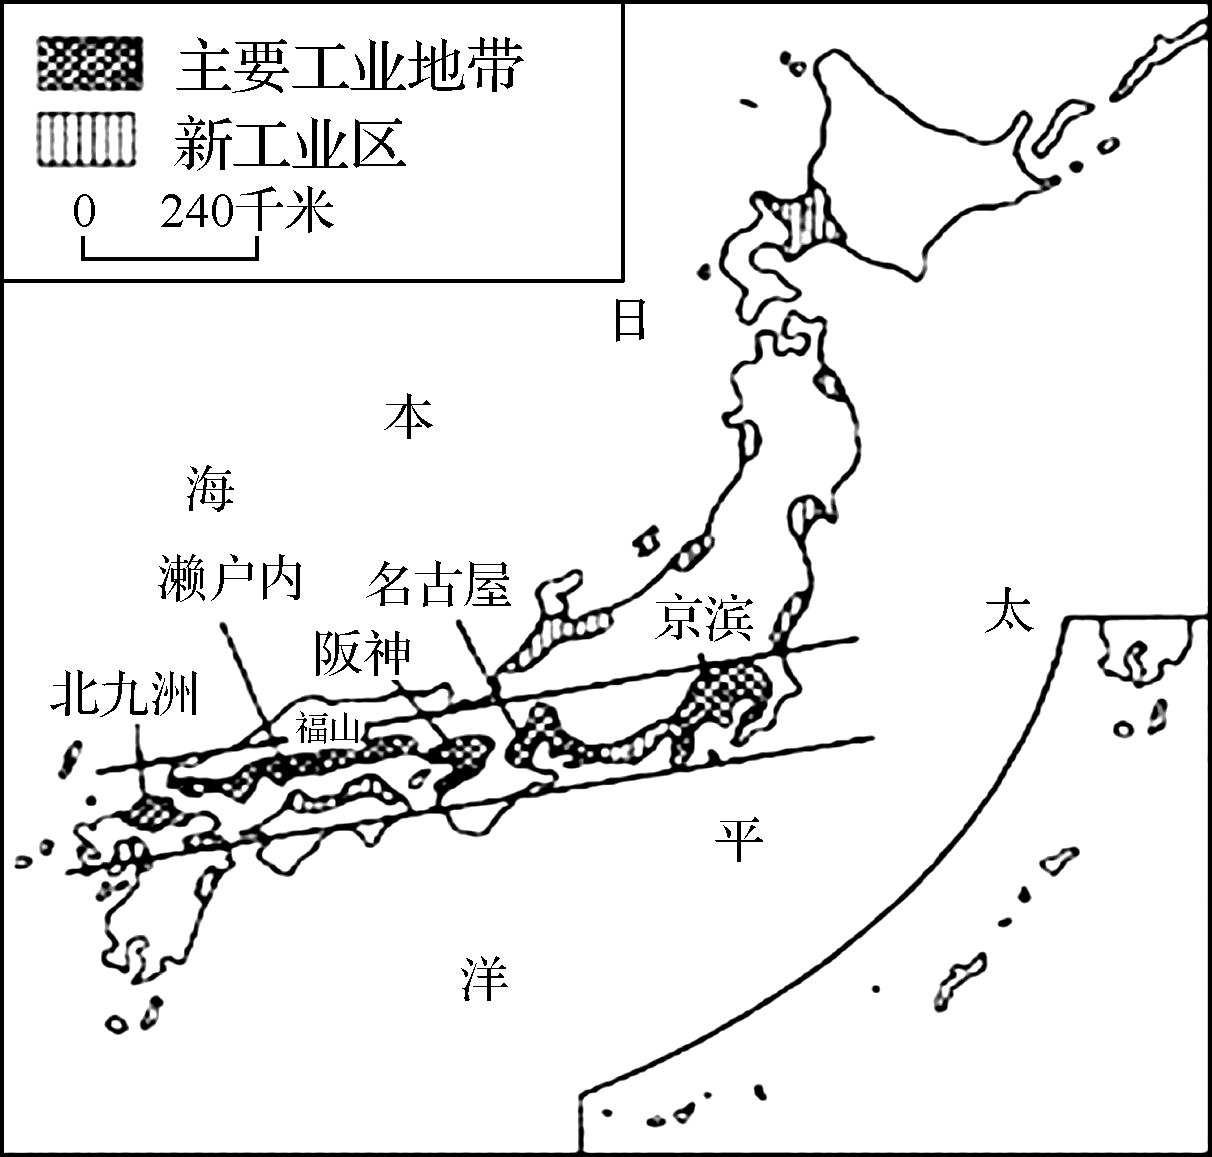 主要工业地带
新工业区
0 240千米
日
本
海
濑户内
名古屋
阪神
京滨
太
北九洲
福山
平
洋